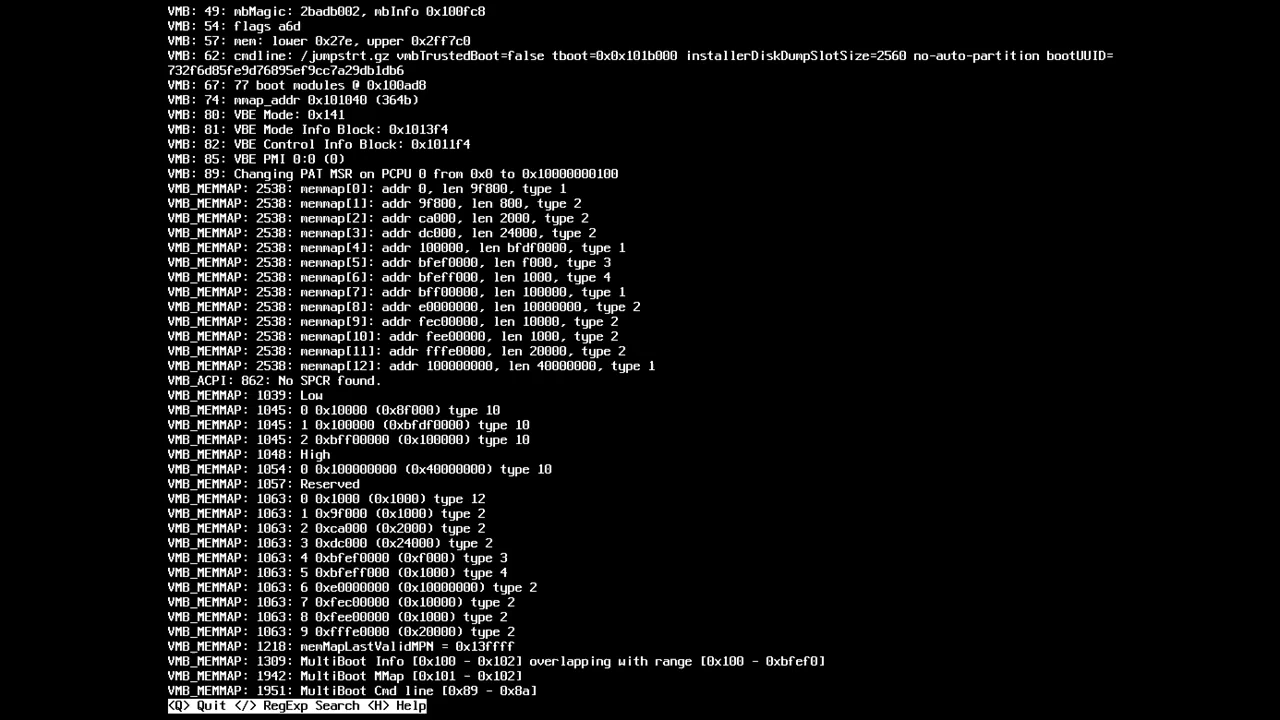 VMB: 49: mbMagic: 2badb002, mbInfo 0x100fc8
VMB: 54: flags a6d
VMB: 57: mem: lower 0x27e, upper 0x2ff7c0
VMB: 62: cmdline: /jumpstrt.gz vmbTrustedBoot=false tboot=0x0x101b000 installerDiskDumpSlotSize=2560 no-auto-partition bootUUID=
732f6d85fe9d76895ef9cc7a29db1db6
VMB: 67: 77 boot modules @ 0x100ad8
VMB: 74: mmap_addr 0x101040 (364b)
VMB: 80: VBE Mode: 0x141
VMB: 81: VBE Mode Info Block: 0x1013f4
VMB: 82: VBE Control Info Block: 0x1011f4
VMB: 85: VBE PMI 0:0 (0)
VMB: 89: Changing PAT MSR on PCPU 0 from 0x0 to 0x10000000100
VMB_MEMMAP: 2538: memmap[0]: addr 0, len 9f800, type 1
VMB_MEMMAP: 2538: memmap[1]: addr 9f800, len 800, type 2
VMB_MEMMAP: 2538: memmap[2]: addr ca000, len 2000, type 2
VMB_MEMMAP: 2538: memmap[3]: addr dc000, len 24000, type 2
VMB_MEMMAP: 2538: memmap[4]: addr 100000, len bfdf0000, type 1
VMB_MEMMAP: 2538: memmap[5]: addr bfef0000, len f000, type 3
VMB_MEMMAP: 2538: memmap[6]: addr bfeff000, len 1000, type 4
VMB_MEMMAP: 2538: memmap[7]: addr bff00000, len 100000, type 1
VMB_MEMMAP: 2538: memmap[8]: addr e0000000, len 10000000, type 2
VMB_MEMMAP: 2538: memmap[9]: addr fec00000, len 10000, type 2
VMB_MEMMAP: 2538: memmap[10]: addr fee00000, len 1000, type 2
VMB_MEMMAP: 2538: memmap[11]: addr fffe0000, len 20000, type 2
VMB_MEMMAP: 2538: memmap[12]: addr 100000000, len 40000000, type 1
VMB_ACPI: 862: No SPCR found.
VMB_MEMMAP: 1039: Low
VMB_MEMMAP: 1045: 0 0x10000 (0x8f000) type 10
VMB_MEMMAP: 1045: 1 0x100000 (0xbfdf0000) type 10
VMB_MEMMAP: 1045: 2 0xbff00000 (0x100000) type 10
VMB_MEMMAP: 1048: High
VMB_MEMMAP: 1054: 0 0x100000000 (0x40000000) type 10
VMB_MEMMAP: 1057: Reserved
VMB_MEMMAP: 1063: 0 0x1000 (0x1000) type 12
VMB_MEMMAP: 1063: 1 0x9f000 (0x1000) type 2
VMB_MEMMAP: 1063: 2 0xca000 (0x2000) type 2
VMB_MEMMAP: 1063: 3 0xdc000 (0x24000) type 2
VMB_MEMMAP: 1063: 4 0xbfef0000 (0xf000) type 3
VMB_MEMMAP: 1063: 5 0xbfeff000 (0x1000) type 4
VMB_MEMMAP: 1063: 6 0xe0000000 (0x10000000) type 2
VMB_MEMMAP: 1063: 7 0xfec00000 (0x10000) type 2
VMB_MEMMAP: 1063: 8 0xfee00000 (0x1000) type 2
VMB_MEMMAP: 1063: 9 0xfffe0000 (0x20000) type 2
VMB_MEMMAP: 1218: memMapLastValidMPN = 0x13ffff
VMB_MEMMAP: 1309: MultiBoot Info [0x100 - 0x102] overlapping with range [0x100 - 0xbfef0]
VMB_MEMMAP: 1942: MultiBoot MMap [0x101 - 0x102]
VMB_MEMMAP: 1951: MultiBoot Cmd line [0x89 - 0x8a]
<Q> Quit </> RegExp Search <H> Help